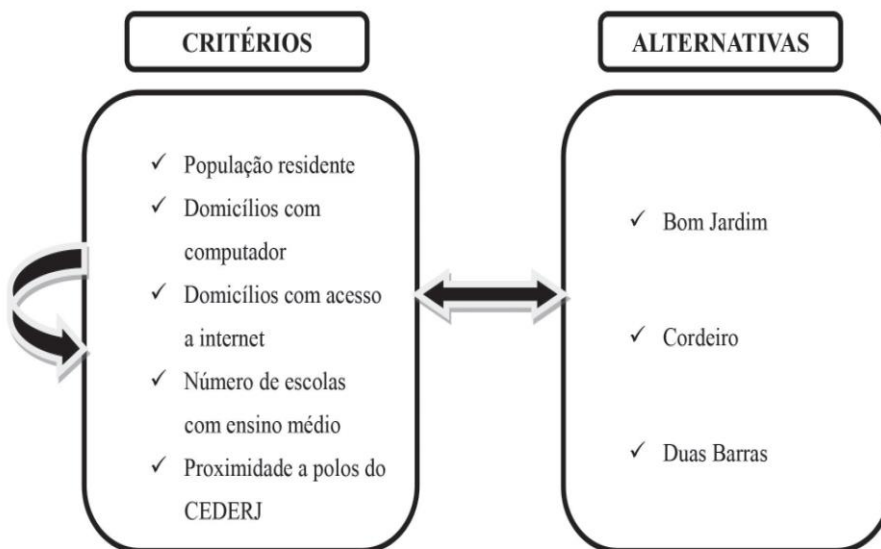 CRITÉRIOS
População residente
Domicílios com
computador
Domicílios com acesso
a internet
Número de escolas
com ensino médio
Proximidade a polos do
CEDERJ
ALTERNATIVAS
Bom Jardim
Cordeiro
Duas Barras